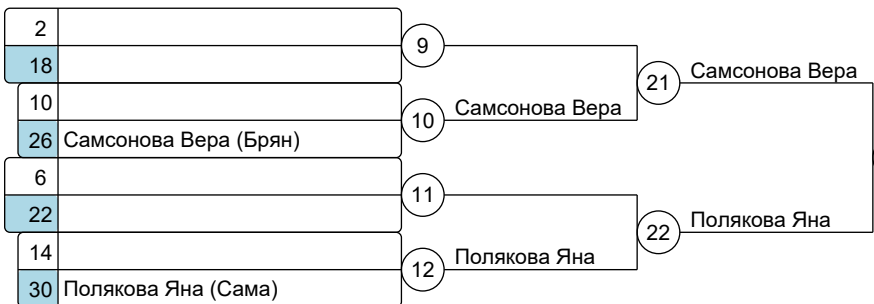 2
9
18
21 Самсонова Вера
10
10 Самсонова Вера
26 Самсонова Вера (Брян)
6
11
22
22 Полякова Яна
14
12 Полякова Яна
30 Полякова Яна (Сама)